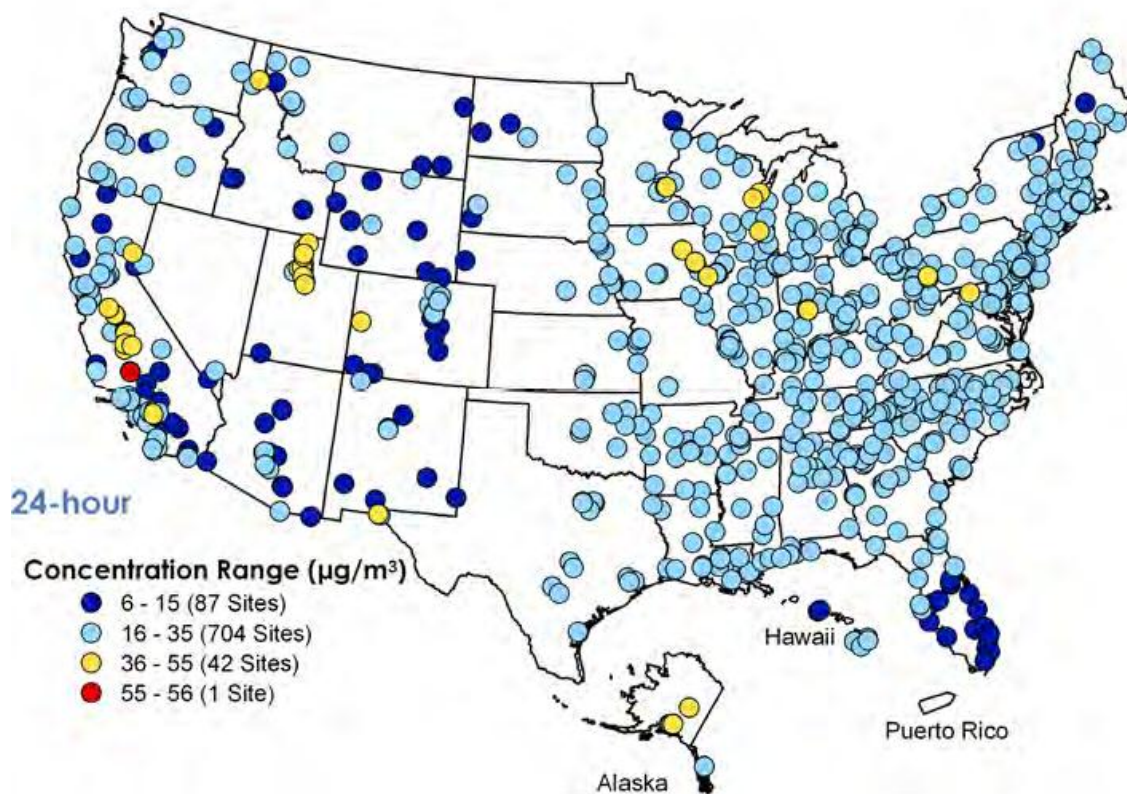 24-hour
Concentration Range (µg/m³)
6 - 15 (87 Sites)
16 - 35 (704 Sites)
36 - 55 (42 Sites)
55 - 56 (1 Site)
Hawaii
Puerto Rico
Alaska